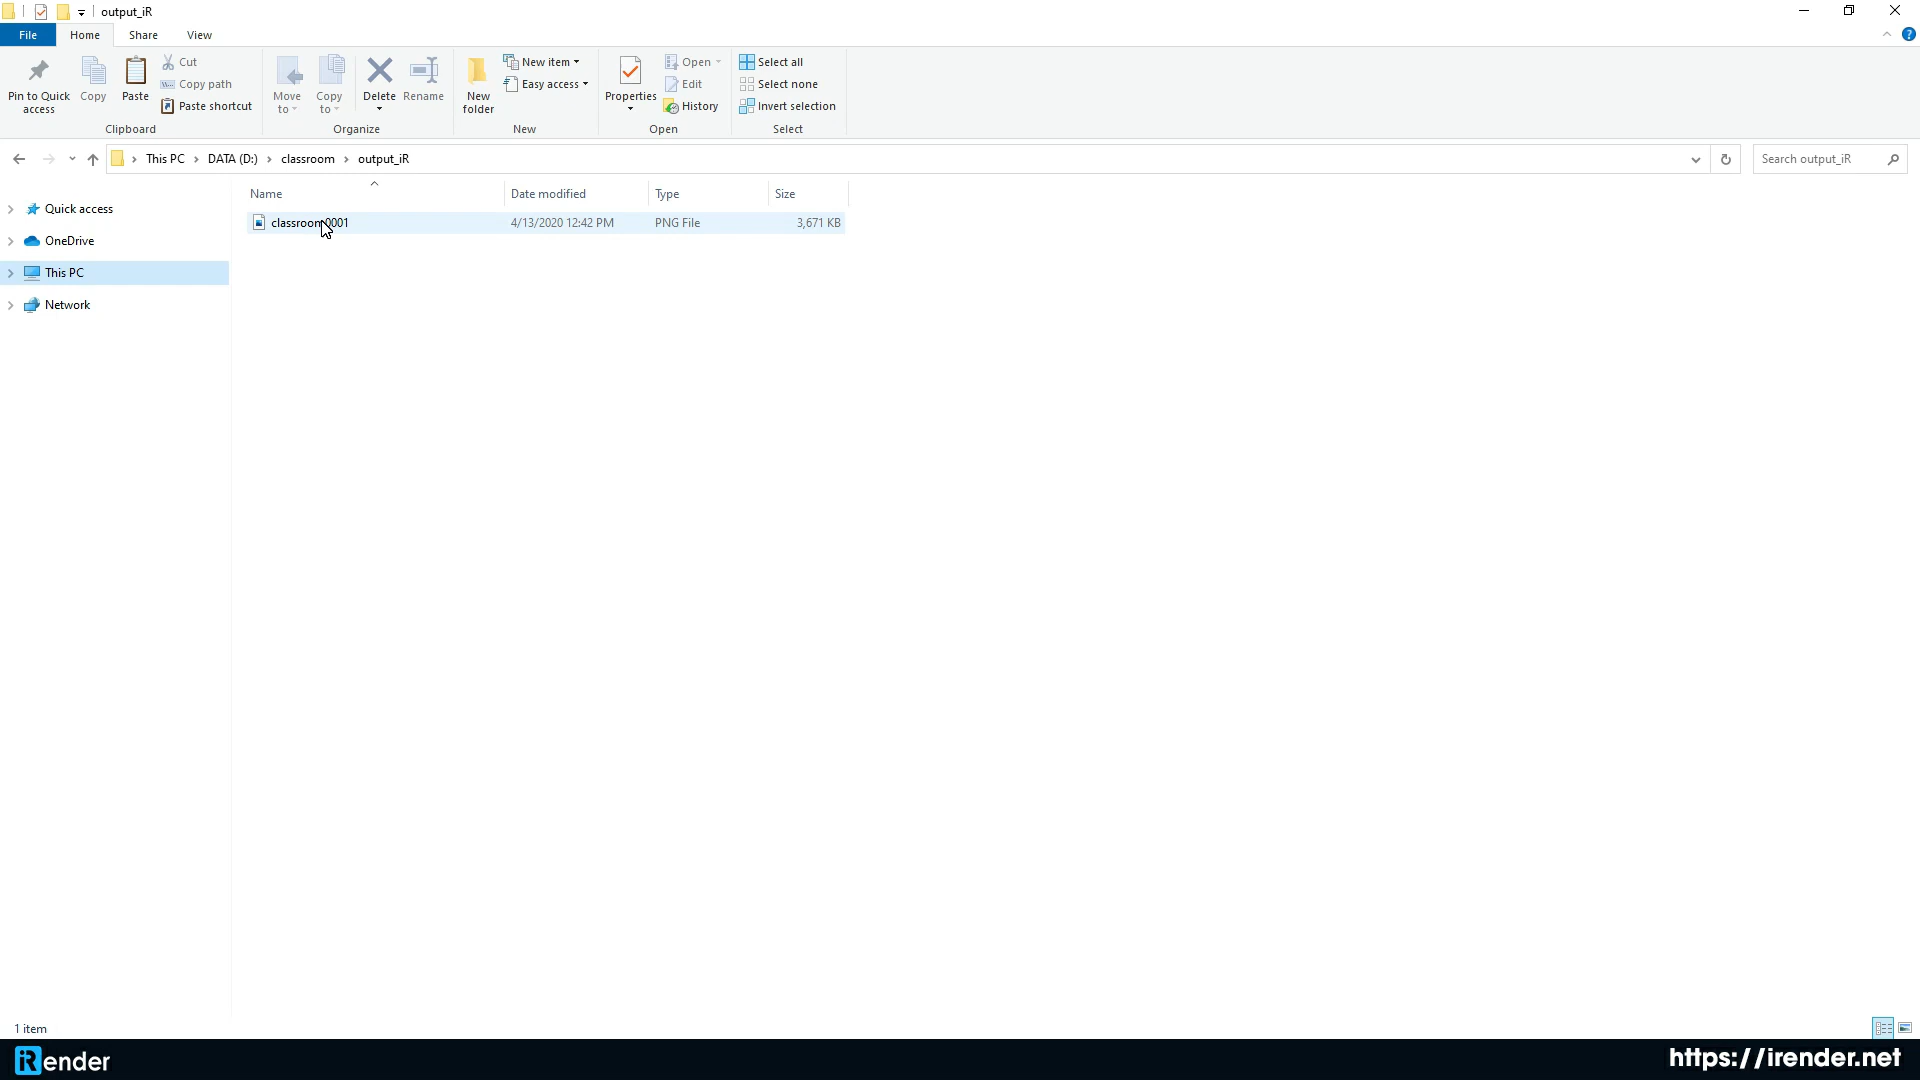 output_iR
File Home Share View
Pin to Quick access
Copy
Paste
Cut
Copy path
Paste shortcut
Clipboard
Move to
Copy to
Delete
Rename
Organize
New folder
New item
Easy access
New
Properties
Open
Edit
History
Open
Select all
Select none
Invert selection
Select
This PC DATA (D:) classroom output_iR
Search output_iR
Name Date modified Type Size
Quick access
OneDrive
This PC
Network
classroom0001 4/13/2020 12:42 PM PNG File 3,671 KB
1 item
iRender
https://irender.net